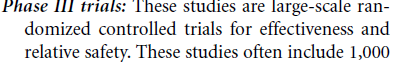 Phase III trials: These studies are large-scale ran-
domized controlled trials for effectiveness and
relative safety. These studies often include 1,000